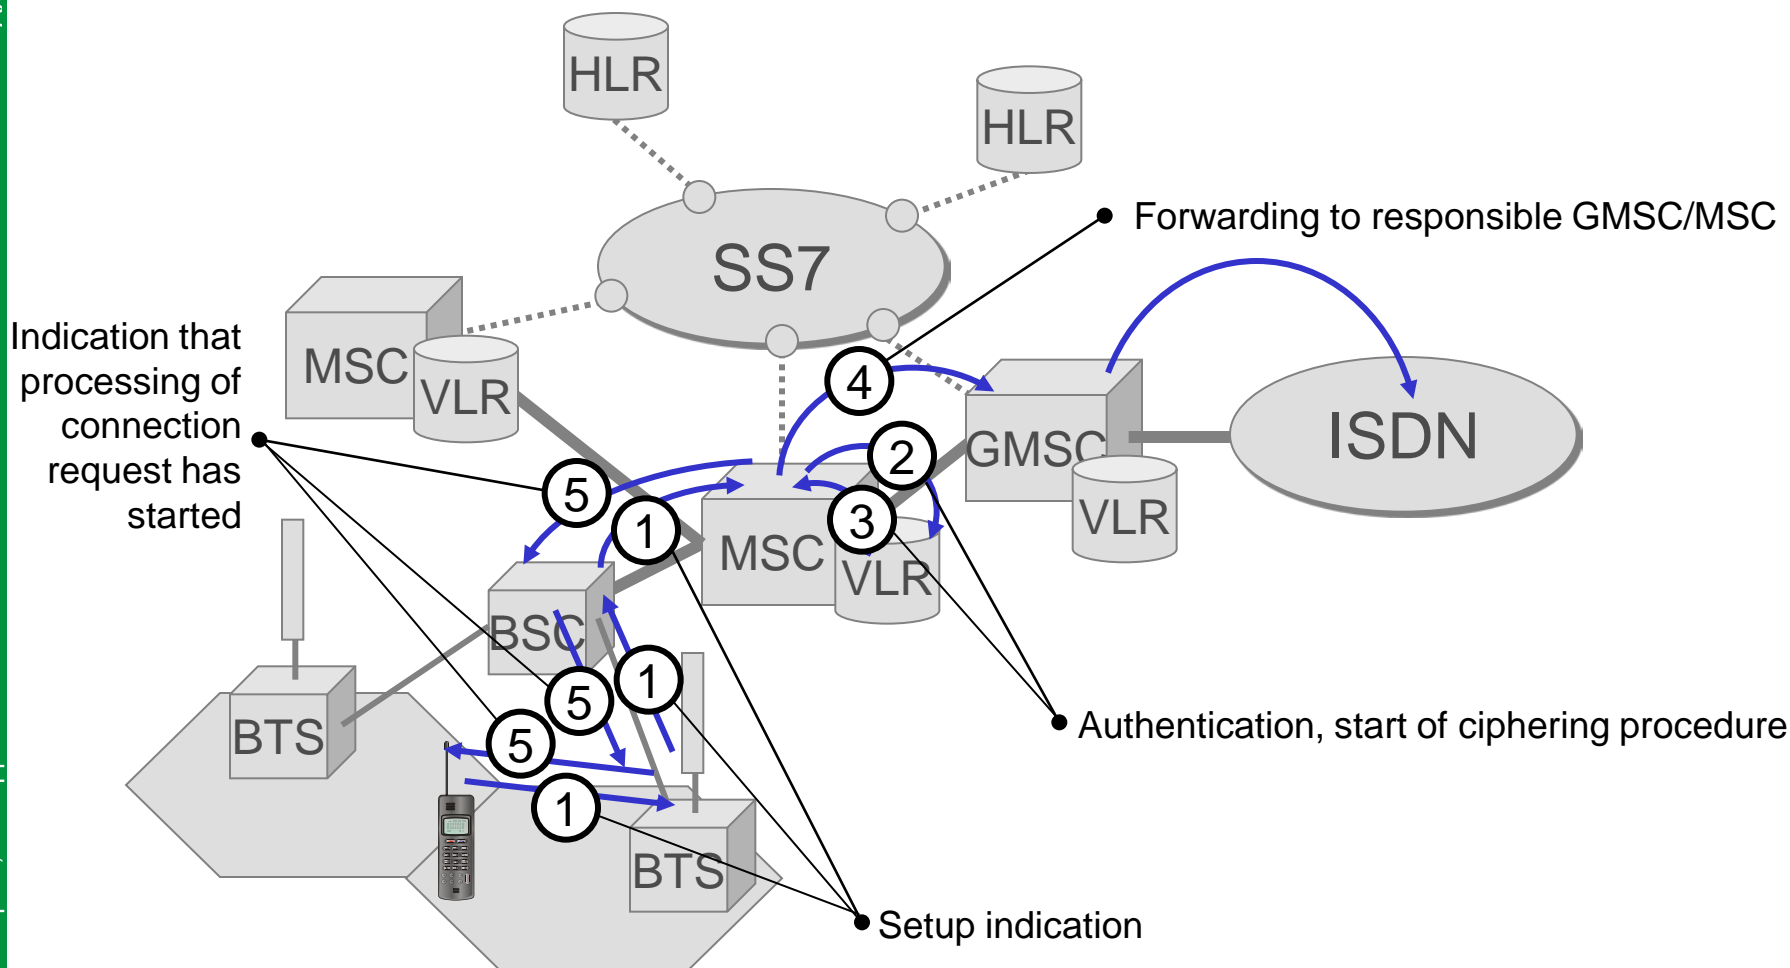 HLR
HLR
Forwarding to responsible GMSC/MSC
SS7
Indication that
processing of
connection
request has
started
MSC
VLR
4
GMSC
VLR
ISDN
2
3
5
1
MSC
VLR
BSC
5
1
BTS
5
1
BTS
Authentication, start of ciphering procedure
Setup indication